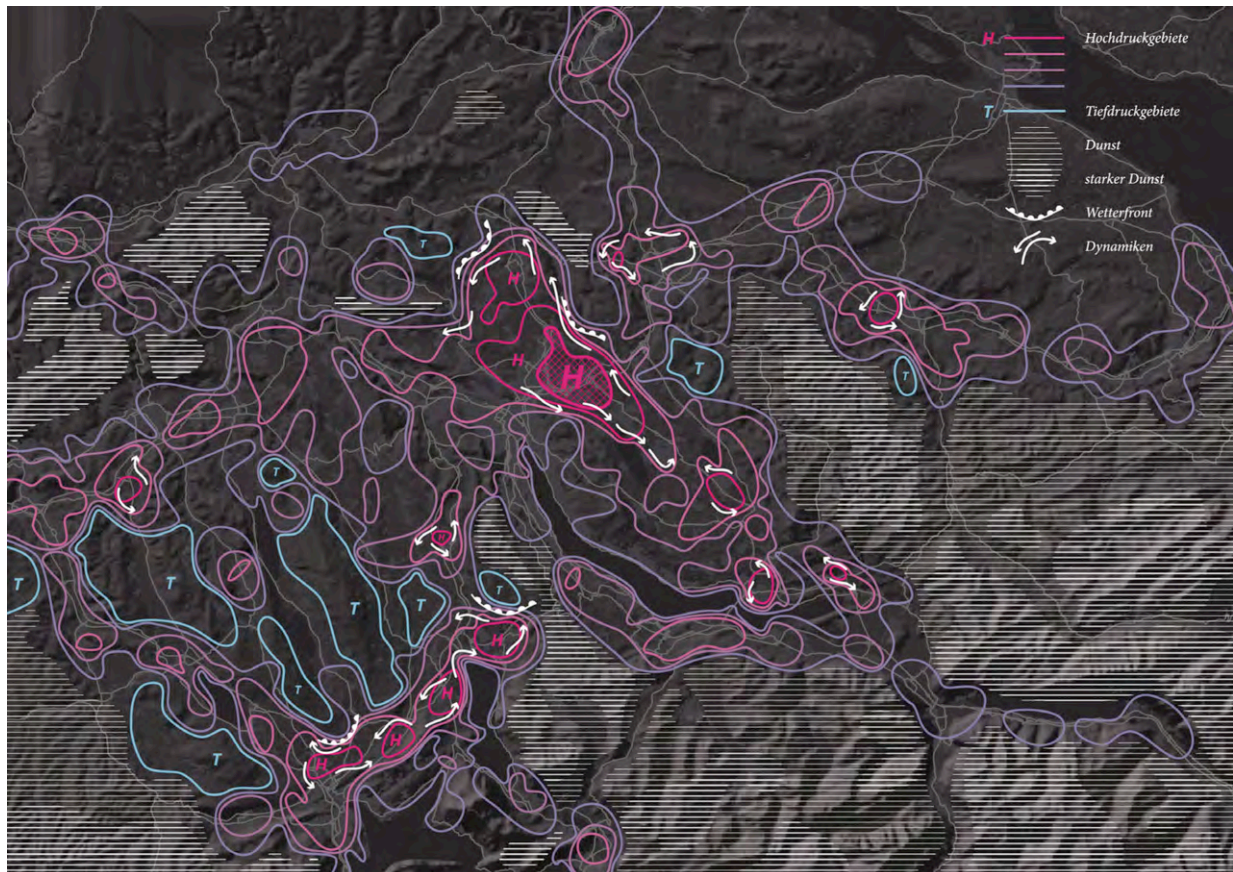 H Hochdruckgebiete
T Tiefdruckgebiete
Dunst
starker Dunst
Wetterfront
Dynamiken
T
H
H
H
T
T
T
H
T
T
T
T
T
H
T
H
T
H
H